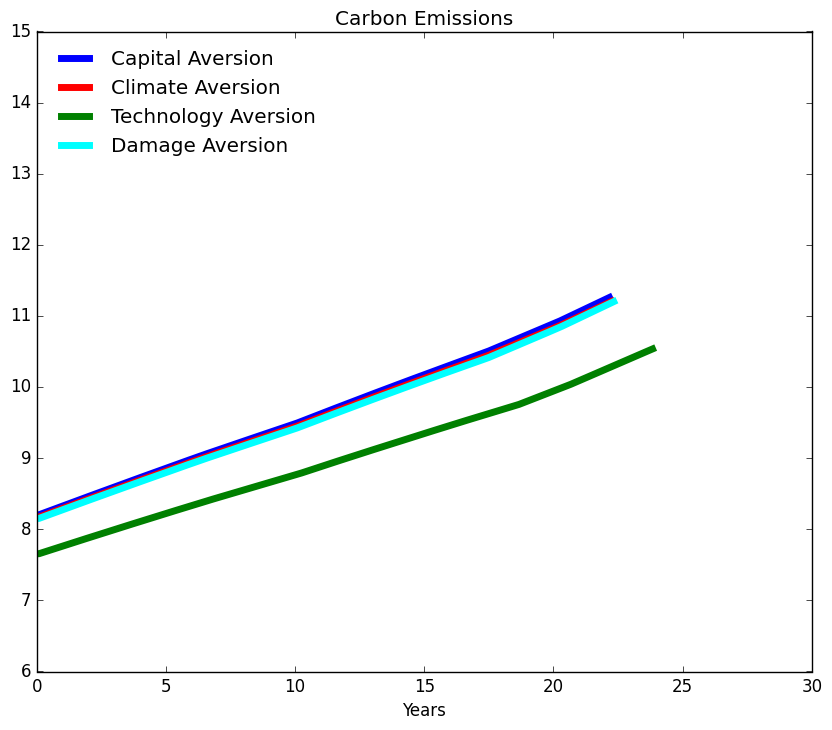 Carbon Emissions
15
14
13
12
11
10
9
8
7
6
Capital Aversion
Climate Aversion
Technology Aversion
Damage Aversion
0 5 10 15 20 25 30
Years